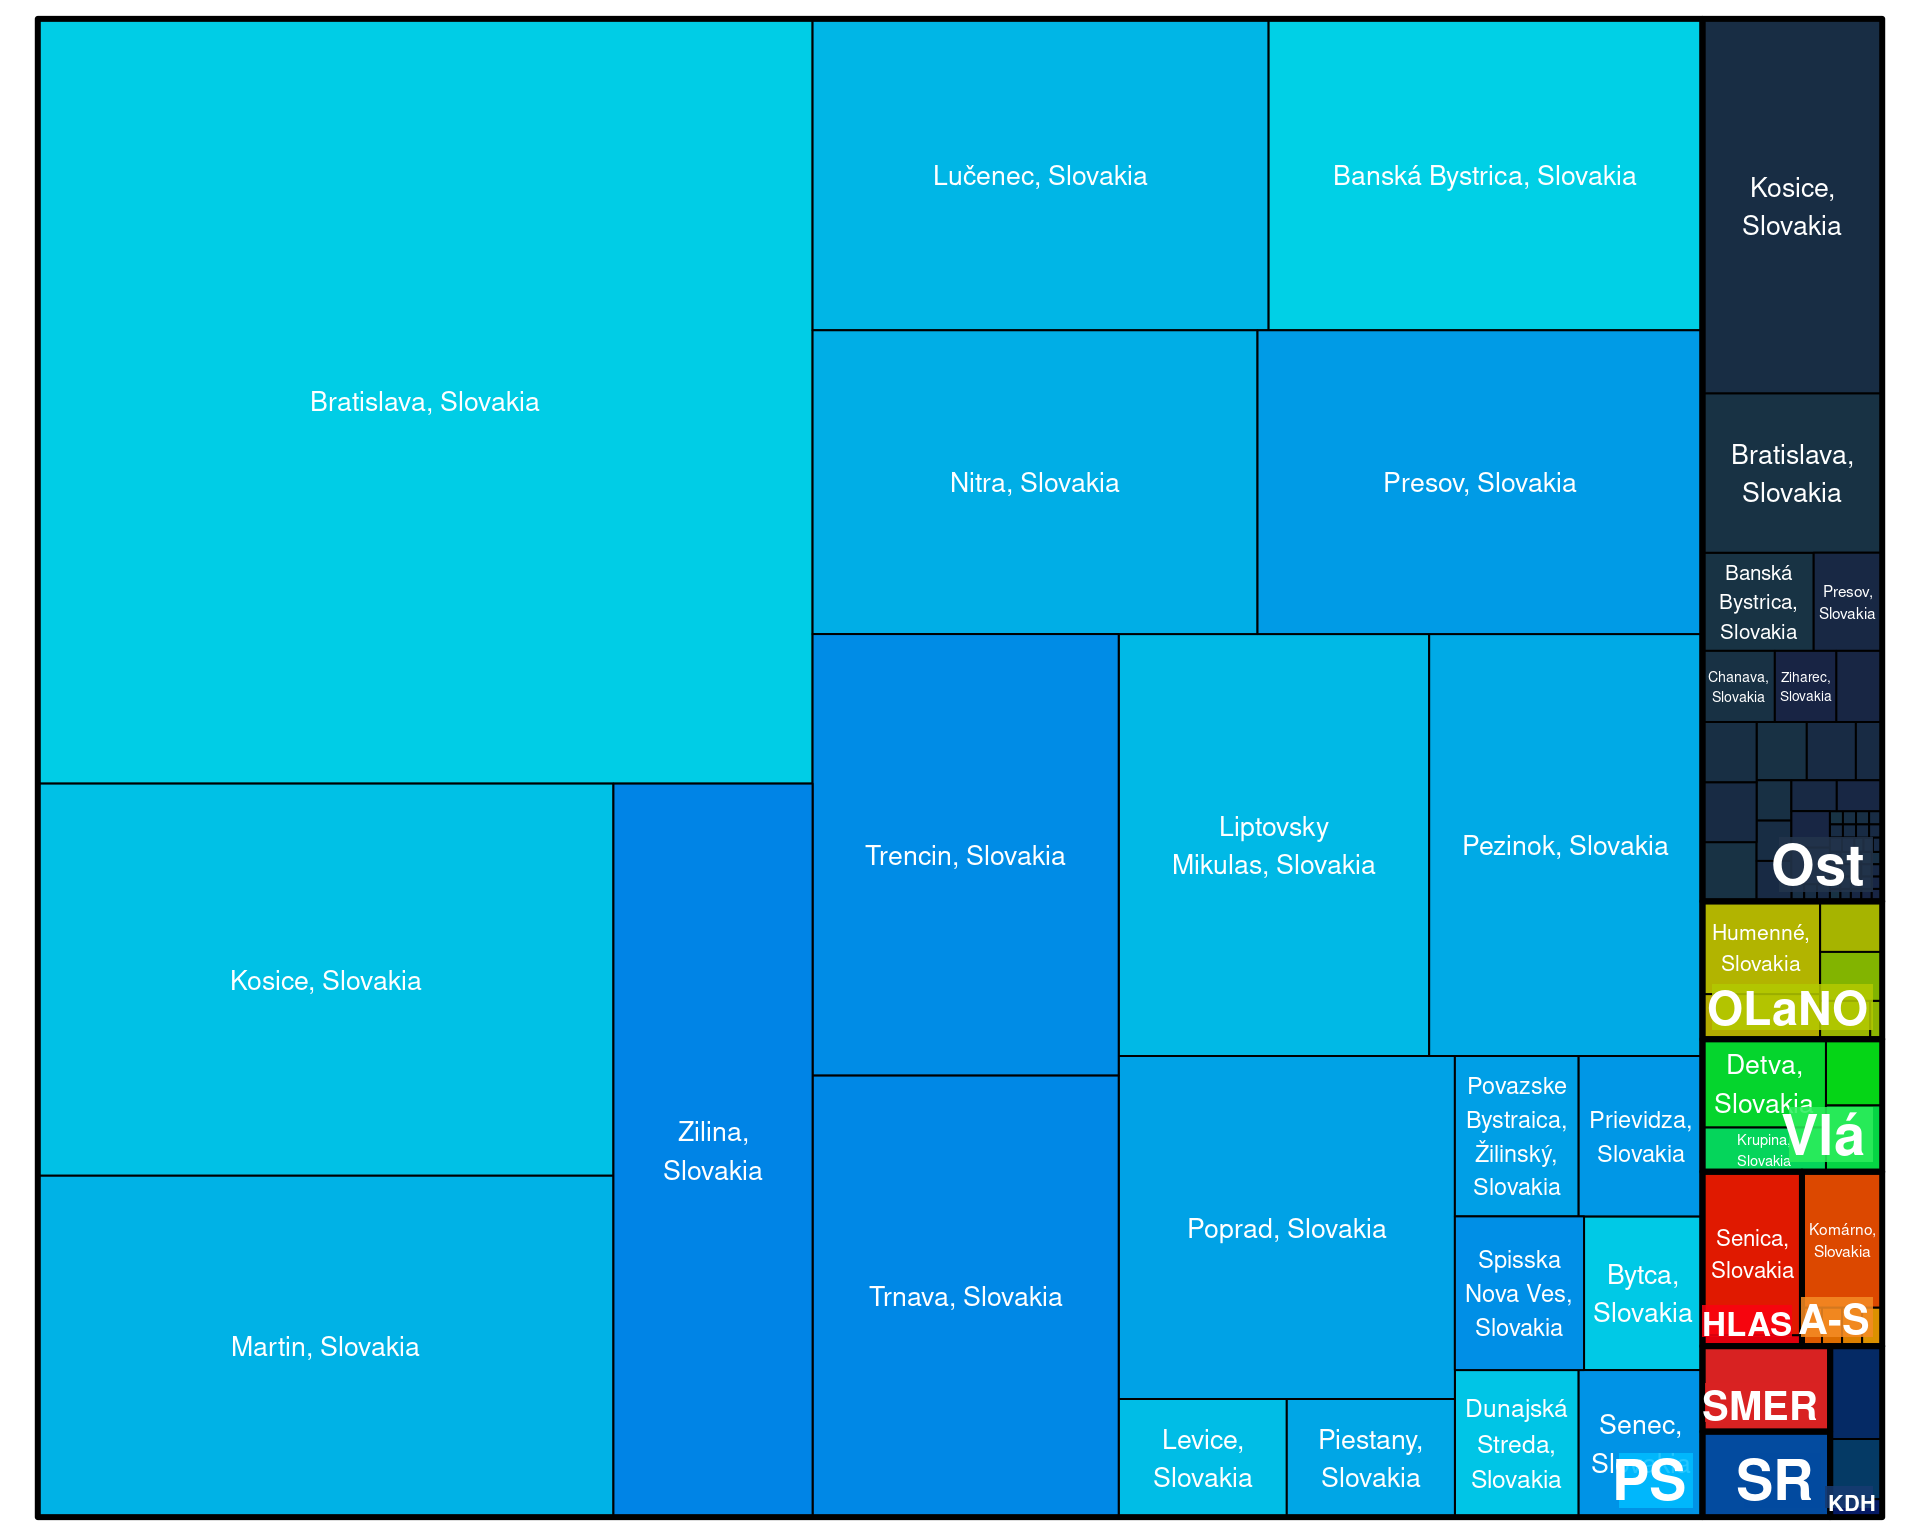 Bratislava, Slovakia
Lučenec, Slovakia
Banská Bystrica, Slovakia
Nitra, Slovakia
Presov, Slovakia
Kosice, Slovakia
Martin, Slovakia
Zilina,
Slovakia
Trencin, Slovakia
Trnava, Slovakia
Liptovsky
Mikulas, Slovakia
Pezinok, Slovakia
Poprad, Slovakia
Levice,
Slovakia
Piestany,
Slovakia
Povazske
Bystraica,
Žilinský,
Slovakia
Prievidza,
Slovakia
Spisska
Nova Ves,
Slovakia
Bytca,
Slovakia
Dunajská
Streda,
Slovakia
Senec,
Slovakia
PS
Kosice,
Slovakia
Bratislava,
Slovakia
Banská
Bystrica,
Slovakia
Presov,
Slovakia
Chanava,
Slovakia
Ziharec,
Slovakia
Ost
Humenné,
Slovakia
OLaNO
Detva,
Slovakia
Krupina,
Slovakia
Vlá
Senica,
Slovakia
HLAS
Komárno,
Slovakia
A-S
SMER
SR
KDH